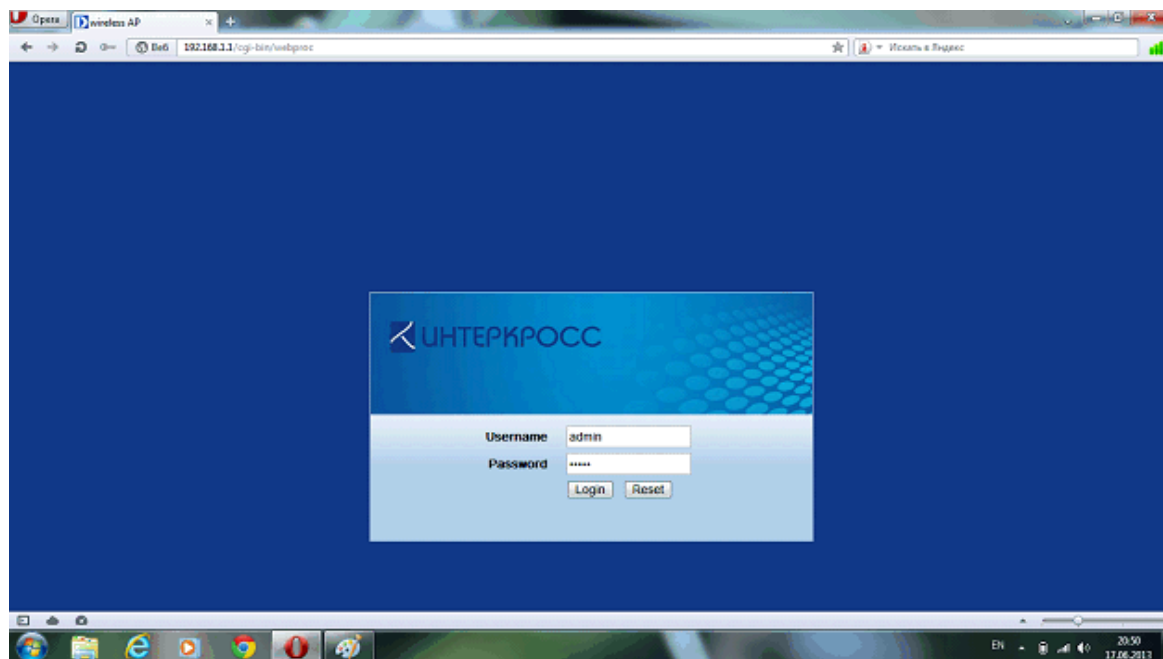 Opera
wireless AP
Веб
192.168.1.1/cgi-bin/webproc
Искать в Яндекс
ИНТЕРКРОСС
Username
admin
Password
•••••
Login
Reset
EN
20:50
17.06.2013